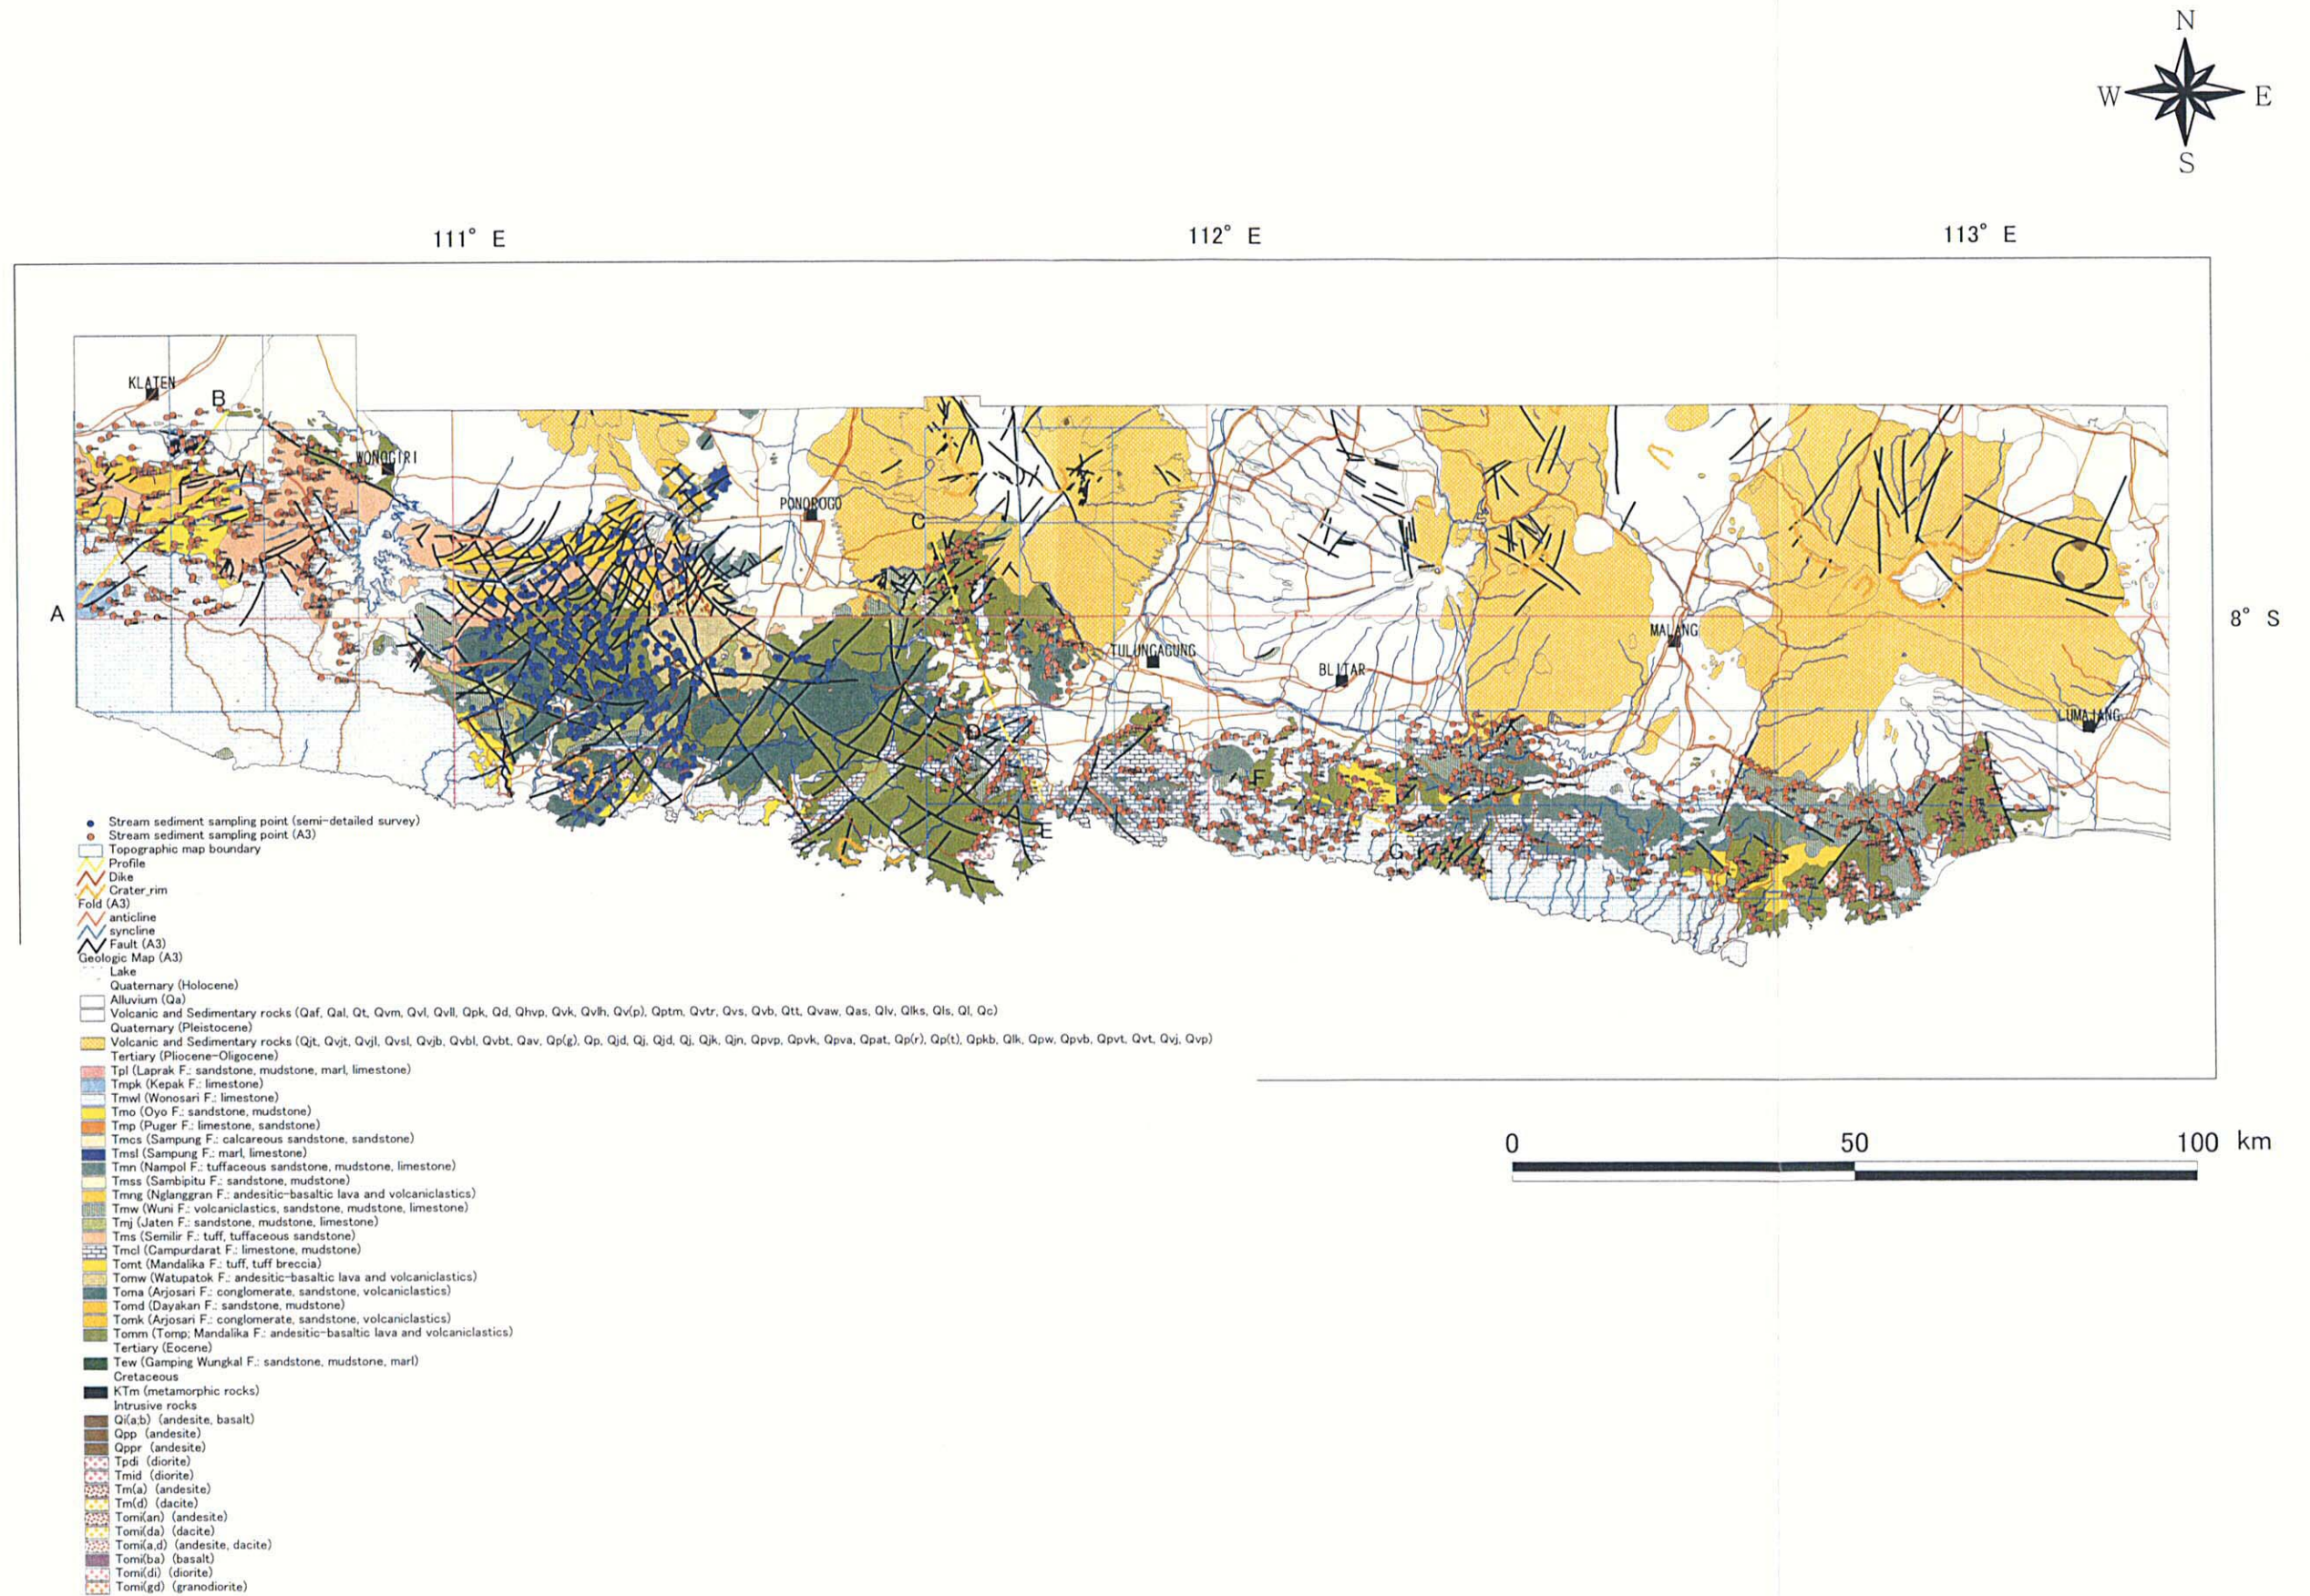 N
W E
S
111° E 112° E 113° E
KLATEN
B
WONOGIRI
PONOROGO
C
A
8° S
MALANG
TULUNGAGUNG
BLITAR
LUMAJANG
D
F
E
G
Stream sediment sampling point (semi-detailed survey)
Stream sediment sampling point (A3)
Topographic map boundary
Profile
Dike
Crater_rim
Fold (A3)
anticline
syncline
Fault (A3)
Geologic Map (A3)
Lake
Quaternary (Holocene)
Alluvium (Qa)
Volcanic and Sedimentary rocks (Qaf, Qal, Qt, Qvm, Qvl, Qvll, Qpk, Qd, Qhvp, Qvk, Qvlh, Qv(p), Qptm, Qvtr, Qvs, Qvb, Qtt, Qvaw, Qas, Qlv, Qlks, Qls, Ql, Qc)
Quaternary (Pleistocene)
Volcanic and Sedimentary rocks (Qjt, Qvjt, Qvjl, Qvsl, Qvjb, Qvbl, Qvbt, Qav, Qp(g), Qp, Qjd, Qj, Qjd, Qj, Qjk, Qjn, Qpvp, Qpvk, Qpva, Qpat, Qp(r), Qp(t), Qpkb, Qlk, Qpw, Qpvb, Qpvt, Qvt, Qvj, Qvp)
Tertiary (Pliocene-Oligocene)
Tpl (Laprak F.: sandstone, mudstone, marl, limestone)
Tmpk (Kepak F.: limestone)
Tmwl (Wonosari F.: limestone)
Tmo (Oyo F.: sandstone, mudstone)
Tmp (Puger F.: limestone, sandstone)
Tmcs (Sampung F.: calcareous sandstone, sandstone)
Tmsl (Sampung F.: marl, limestone)
Tmn (Nampol F.: tuffaceous sandstone, mudstone, limestone)
Tmss (Sambipitu F.: sandstone, mudstone)
Tmng (Nglanggran F.: andesitic-basaltic lava and volcaniclastics)
Tmw (Wuni F.: volcaniclastics, sandstone, mudstone, limestone)
Tmj (Jaten F.: sandstone, mudstone, limestone)
Tms (Semilir F.: tuff, tuffaceous sandstone)
Tmcl (Campurdarat F.: limestone, mudstone)
Tomt (Mandalika F.: tuff, tuff breccia)
Tomw (Watupatok F.: andesitic-basaltic lava and volcaniclastics)
Toma (Arjosari F.: conglomerate, sandstone, volcaniclastics)
Tomd (Dayakan F.: sandstone, mudstone)
Tomk (Arjosari F.: conglomerate, sandstone, volcaniclastics)
Tomm (Tomp; Mandalika F.: andesitic-basaltic lava and volcaniclastics)
Tertiary (Eocene)
Tew (Gamping Wungkal F.: sandstone, mudstone, marl)
Cretaceous
KTm (metamorphic rocks)
Intrusive rocks
Qi(a;b) (andesite, basalt)
Qpp (andesite)
Qppr (andesite)
Tpdi (diorite)
Tmid (diorite)
Tm(a) (andesite)
Tm(d) (dacite)
Tomi(an) (andesite)
Tomi(da) (dacite)
Tomi(a,d) (andesite, dacite)
Tomi(ba) (basalt)
Tomi(di) (diorite)
Tomi(gd) (granodiorite)
0 50 100 km